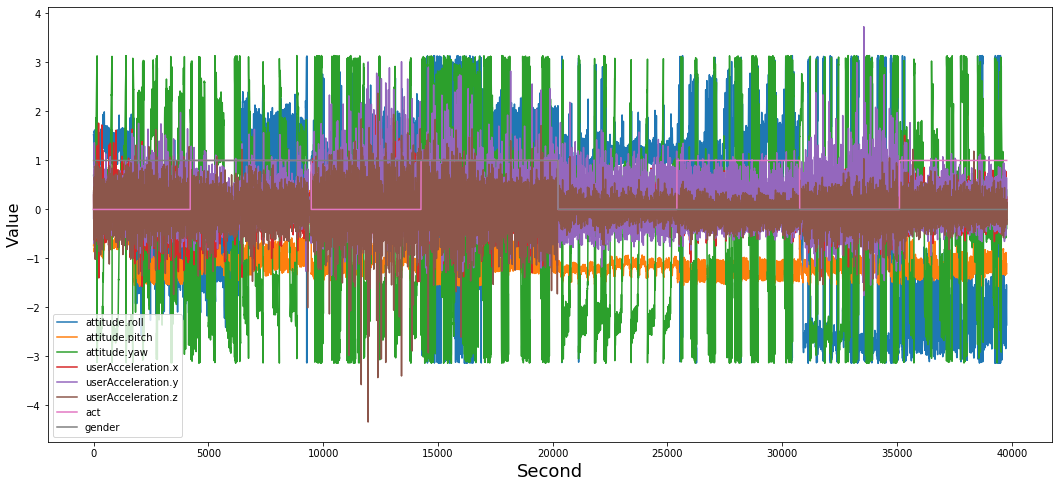 4
3
2
1
0
−1
−2
−3
−4
Value
attitude.roll
attitude.pitch
attitude.yaw
userAcceleration.x
userAcceleration.y
userAcceleration.z
act
gender
0 5000 10000 15000 20000 25000 30000 35000 40000
Second